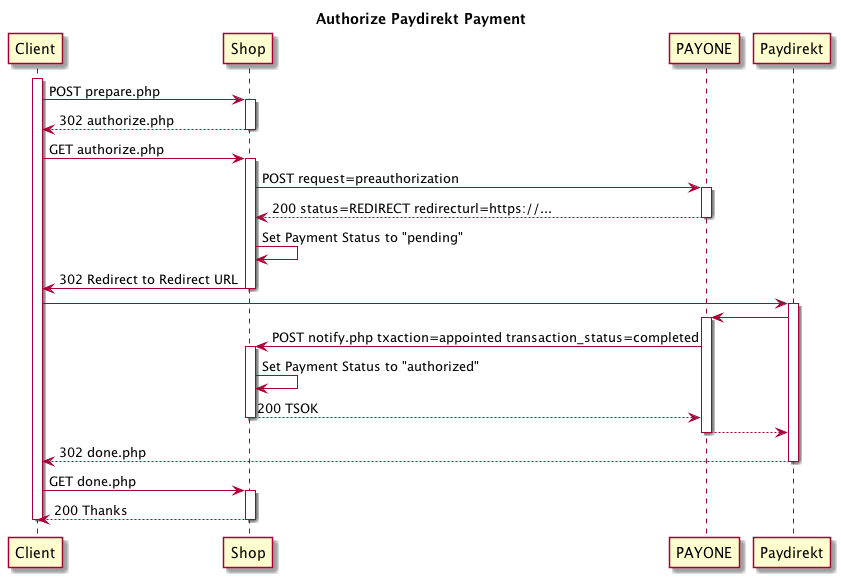 Authorize Paydirekt Payment
Client Shop PAYONE Paydirekt
POST prepare.php
302 authorize.php
GET authorize.php
POST request=preauthorization
200 status=REDIRECT redirecturl=https://...
Set Payment Status to "pending"
302 Redirect to Redirect URL
POST notify.php txaction=appointed transaction_status=completed
Set Payment Status to "authorized"
200 TSOK
302 done.php
GET done.php
200 Thanks
Client Shop PAYONE Paydirekt